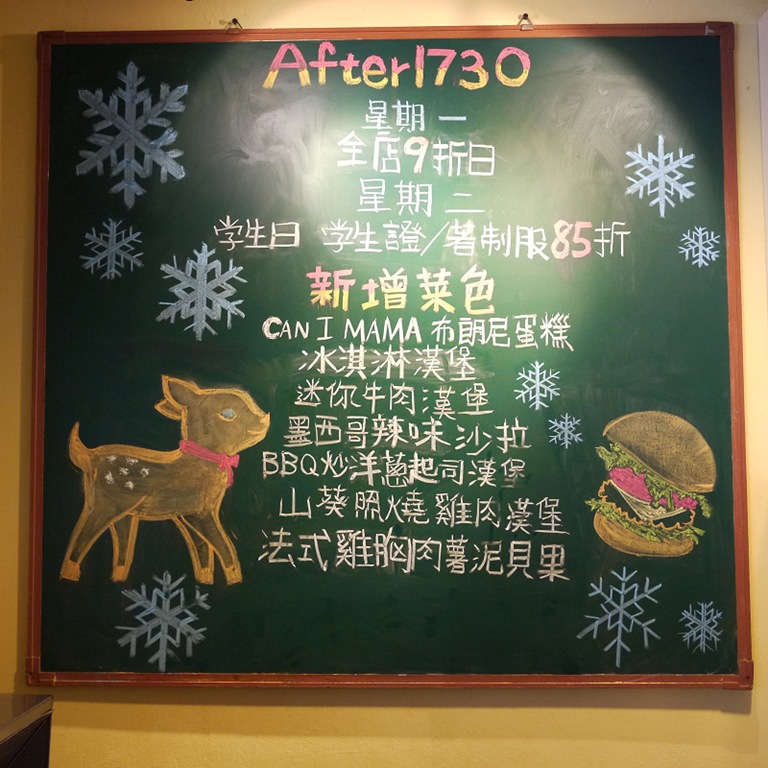 After1730
星期一
全店9折日
星期二
学生日 学生證/著制服85折
新增菜色
CAN I MAMA 布朗尼蛋糕
冰淇淋漢堡
迷你牛肉漢堡
墨西哥辣味沙拉
BBQ炒洋蔥起司漢堡
山葵照燒雞肉漢堡
法式雞胸肉薯泥貝果